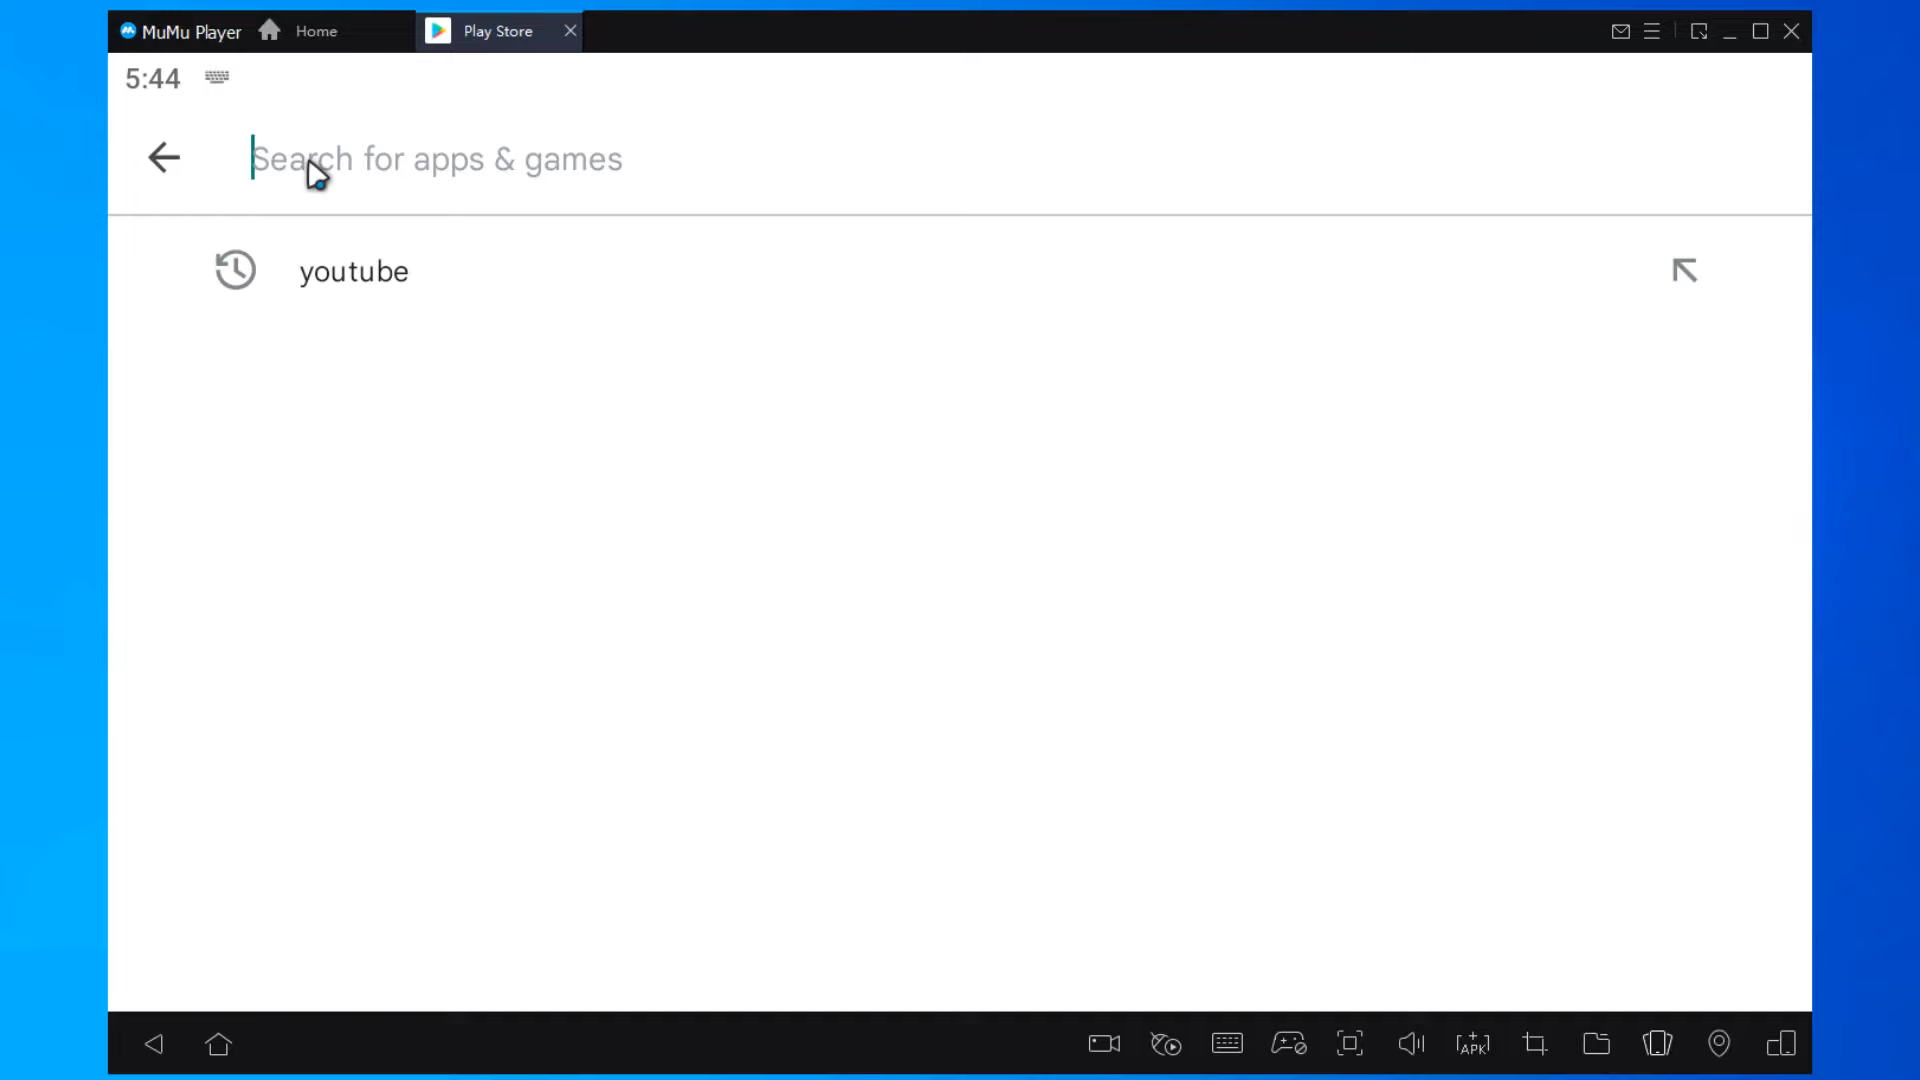 MuMu Player Home Play Store
5:44
Search for apps & games
youtube
APK